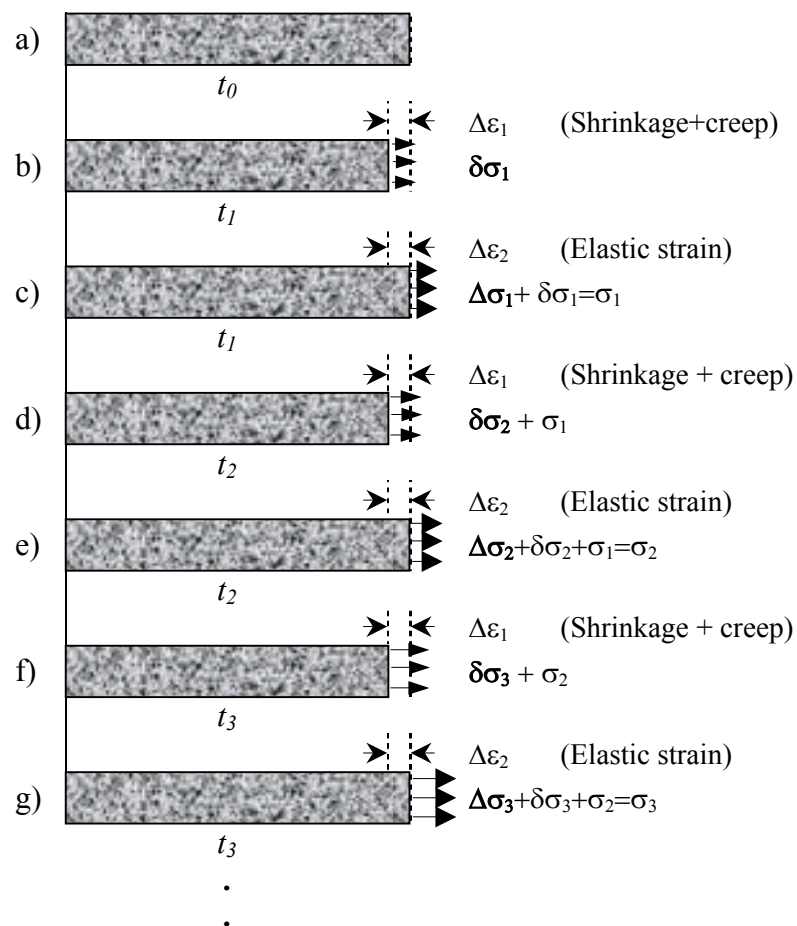 a)
t0
Δε1 (Shrinkage+creep)
b)
δσ1
t1
Δε2 (Elastic strain)
c)
Δσ1+ δσ1=σ1
t1
Δε1 (Shrinkage + creep)
d)
δσ2 + σ1
t2
Δε2 (Elastic strain)
e)
Δσ2+δσ2+σ1=σ2
t2
Δε1 (Shrinkage + creep)
f)
δσ3 + σ2
t3
Δε2 (Elastic strain)
g)
Δσ3+δσ3+σ2=σ3
t3
.
.